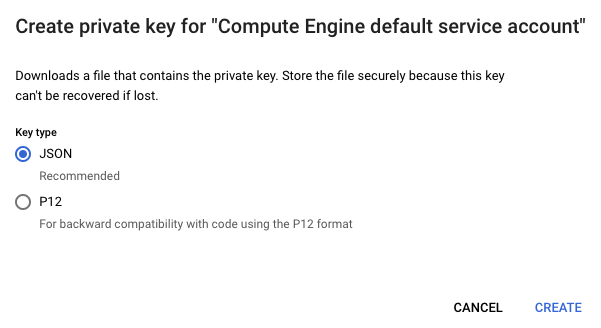 Create private key for "Compute Engine default service account"
Downloads a file that contains the private key. Store the file securely because this key
can't be recovered if lost.
Key type
JSON
Recommended
P12
For backward compatibility with code using the P12 format
CANCEL
CREATE